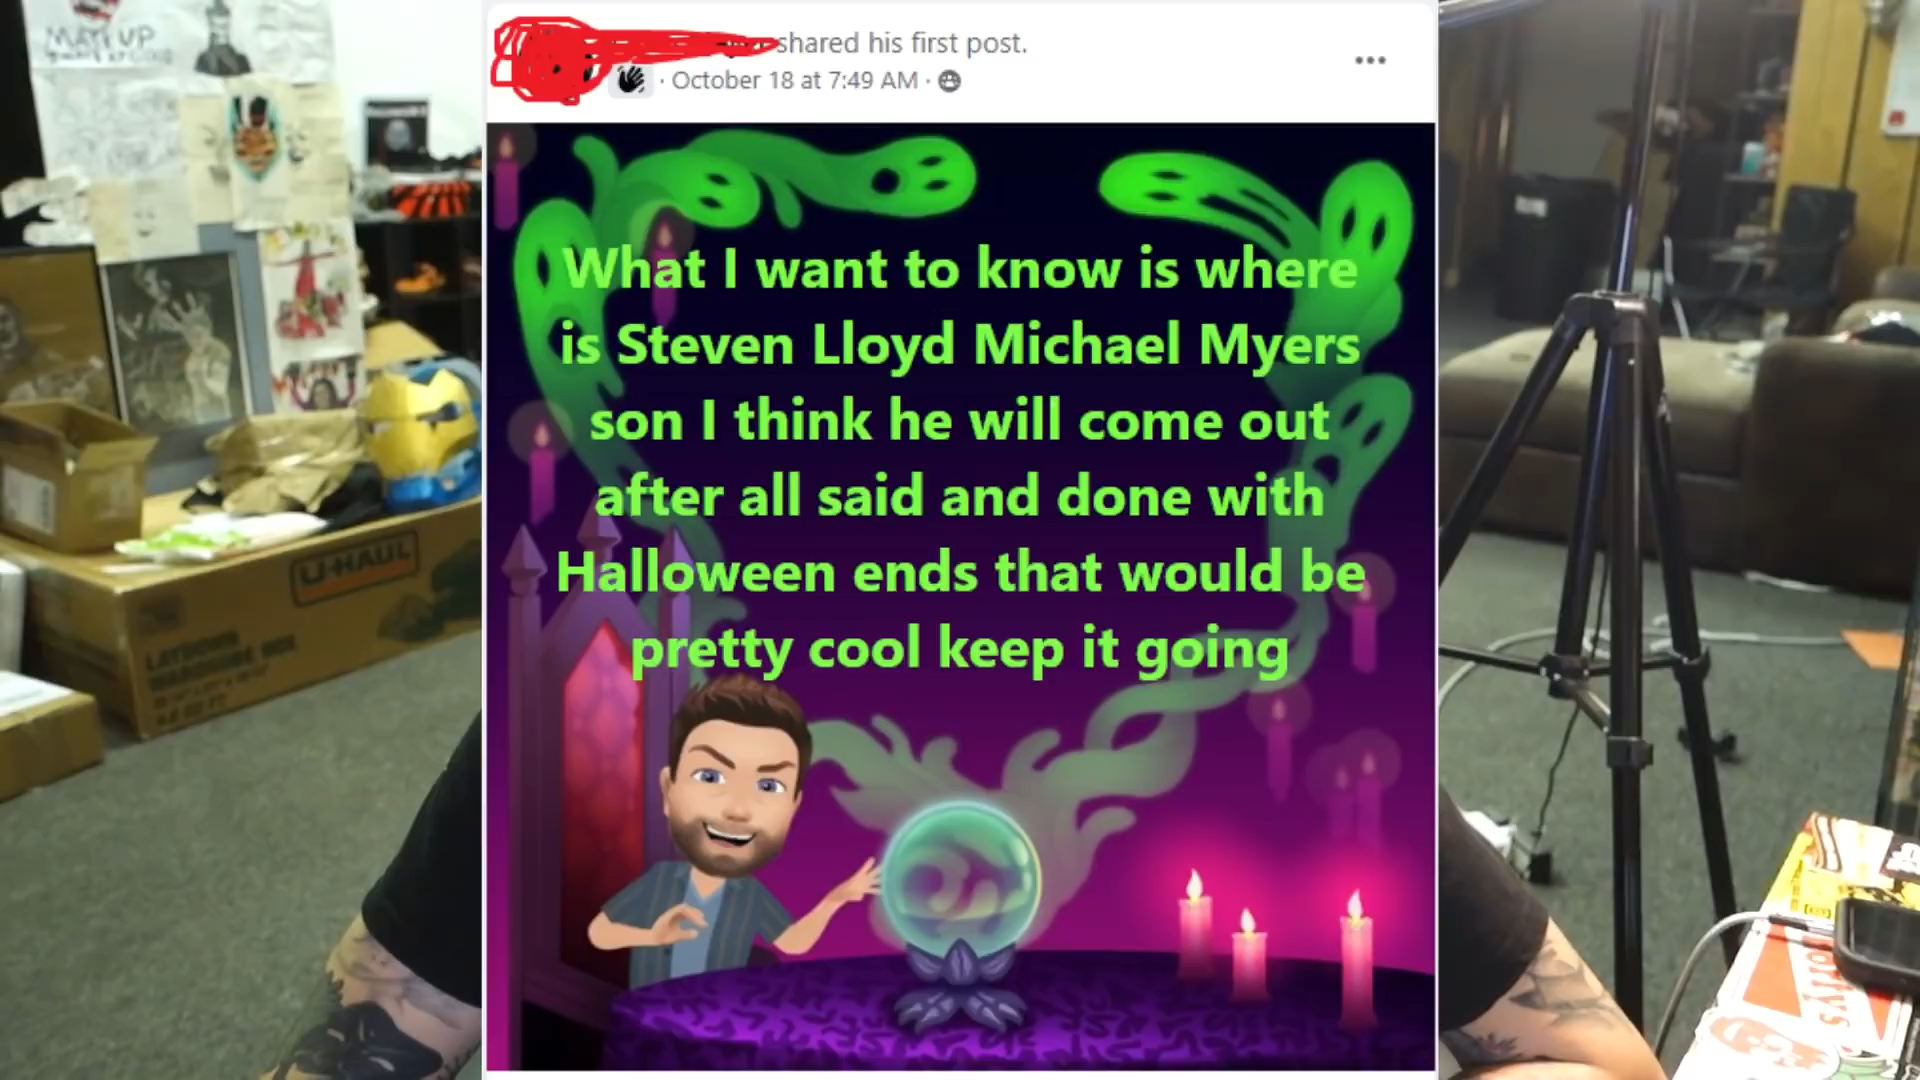 shared his first post.
· October 18 at 7:49 AM ·
What I want to know is where
is Steven Lloyd Michael Myers
son I think he will come out
after all said and done with
Halloween ends that would be
pretty cool keep it going
U-HAUL